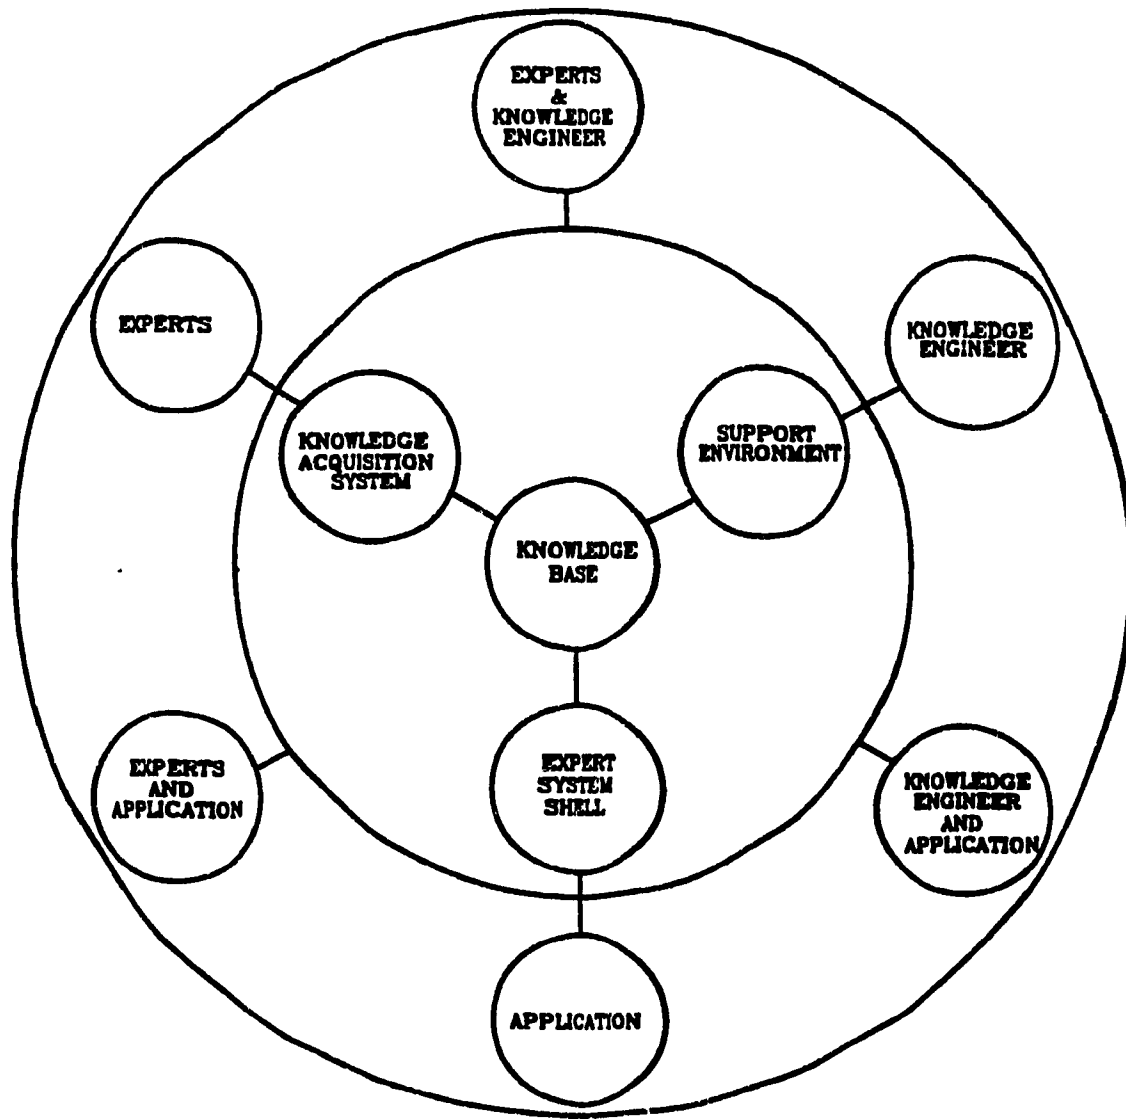 EXPERTS
&
KNOWLEDGE
ENGINEER
EXPERTS
KNOWLEDGE
ENGINEER
KNOWLEDGE
ACQUISITION
SYSTEM
SUPPORT
ENVIRONMENT
KNOWLEDGE
BASE
EXPERTS
AND
APPLICATION
EXPERT
SYSTEM
SHELL
KNOWLEDGE
ENGINEER
AND
APPLICATION
APPLICATION